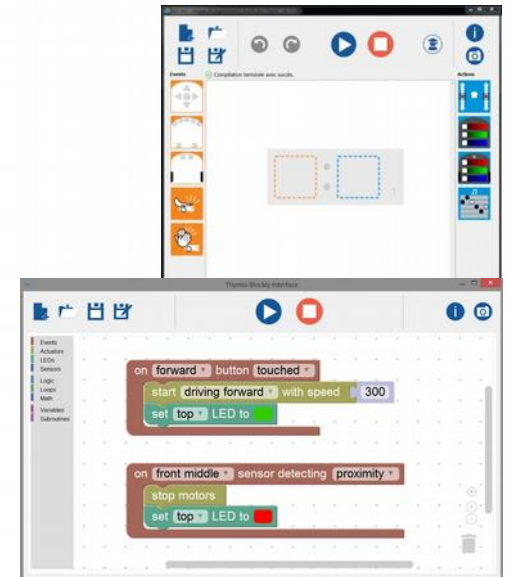 Events
Compilation terminée avec succès.
Actions
1
Thymio Blockly Interface
Events
Actuators
LEDs
Sensors
Logic
Loops
Math
Variables
Subroutines
on forward button touched
start driving forward with speed 300
set top LED to
on front middle sensor detecting proximity
stop motors
set top LED to